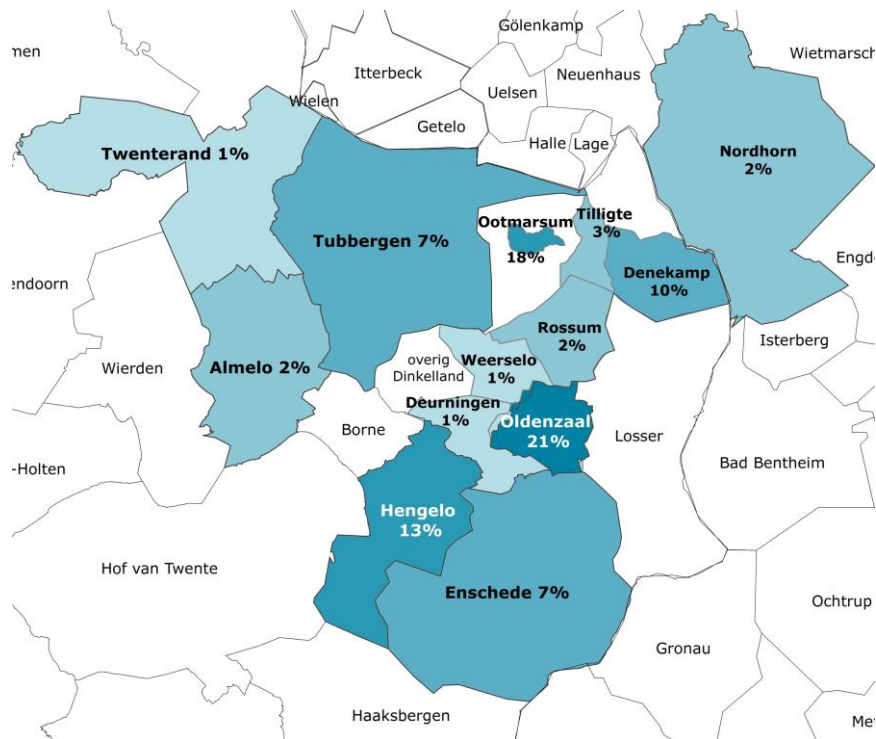 Gölenkamp
men
Wietmarsch
Itterbeck
Neuenhaus
Uelsen
Wielen
Getelo
Halle
Lage
Twenterand 1%
Nordhorn
2%
Ootmarsum
18%
Tilligte
3%
Tubbergen 7%
Denekamp
10%
Engde
endoorn
Rossum
2%
Isterberg
Wierden
Almelo 2%
overig
Dinkelland
Weerselo
1%
Deurningen
1%
Oldenzaal
21%
Borne
Losser
-Holten
Bad Bentheim
Hengelo
13%
Hof van Twente
Enschede 7%
Ochtrup
Gronau
Haaksbergen
Met